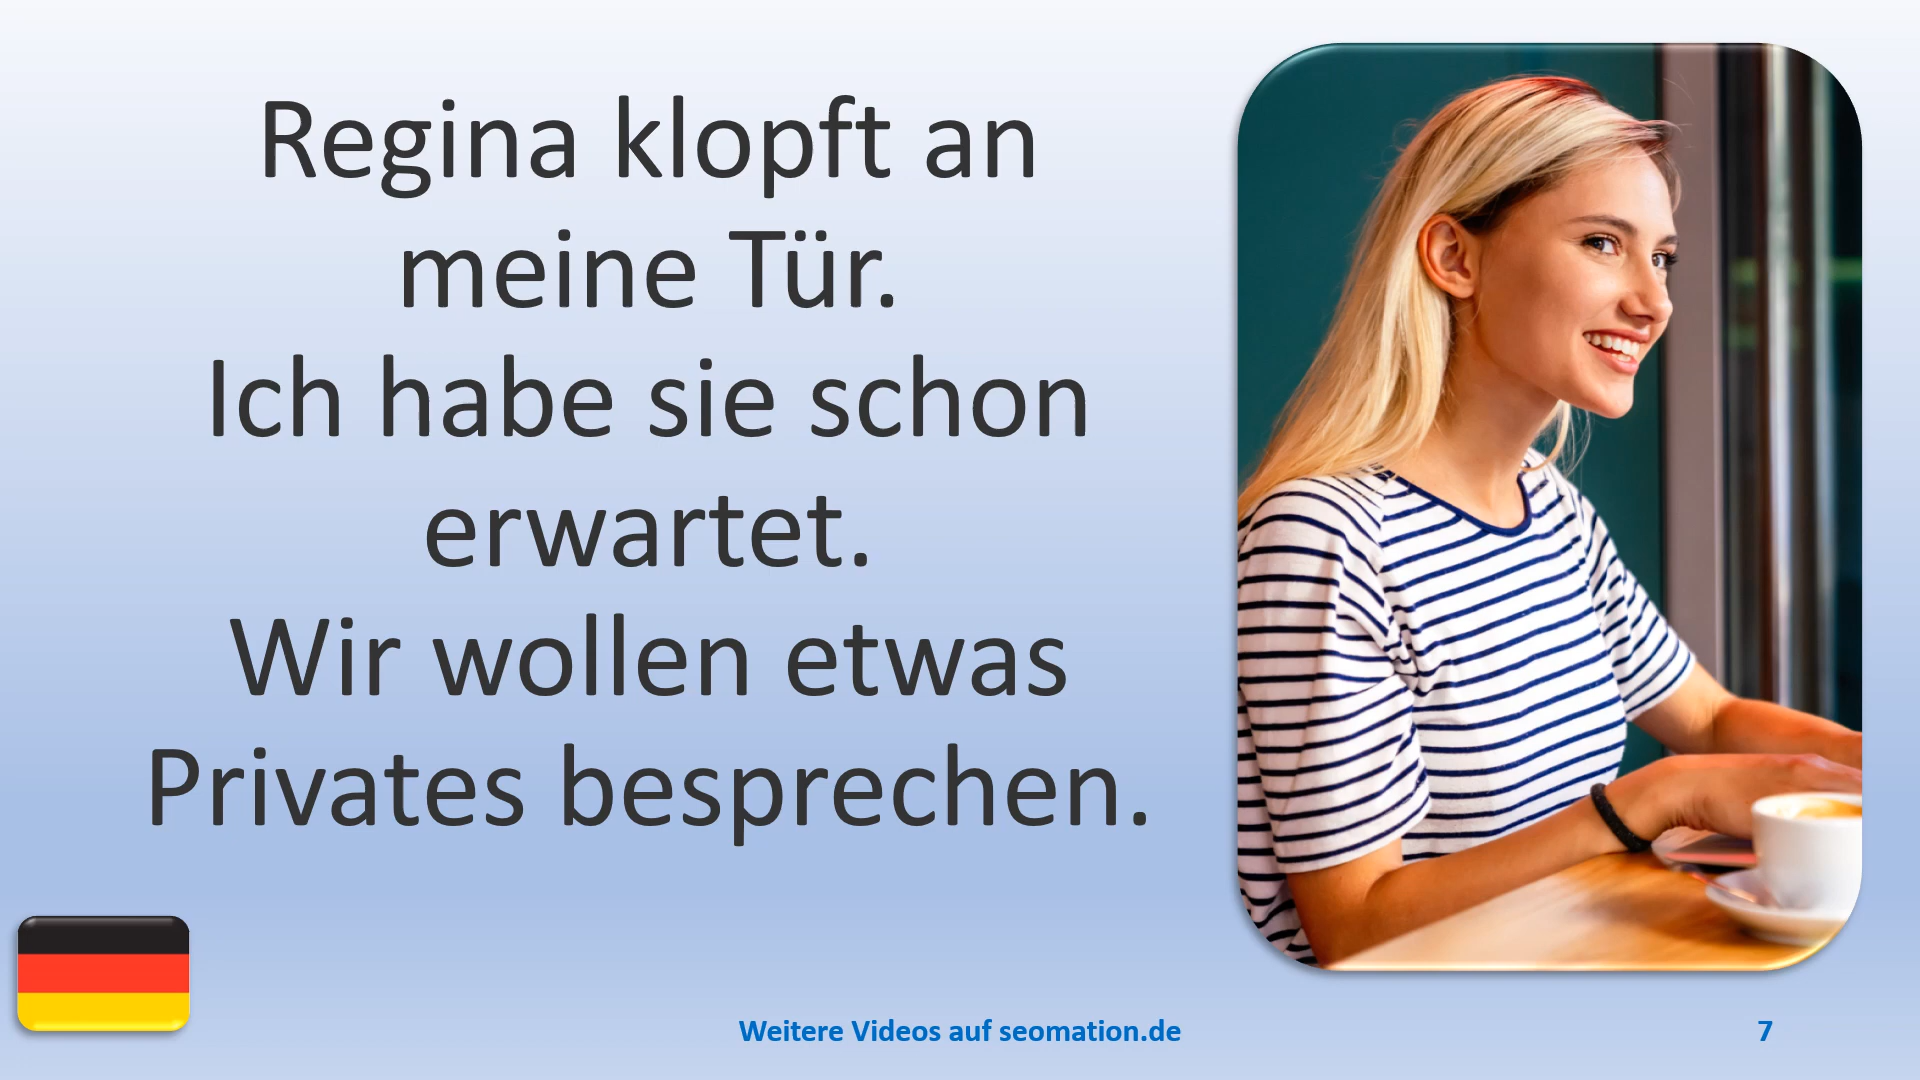 Regina klopft an
meine Tür.
Ich habe sie schon
erwartet.
Wir wollen etwas
Privates besprechen.
Weitere Videos auf seomation.de
7